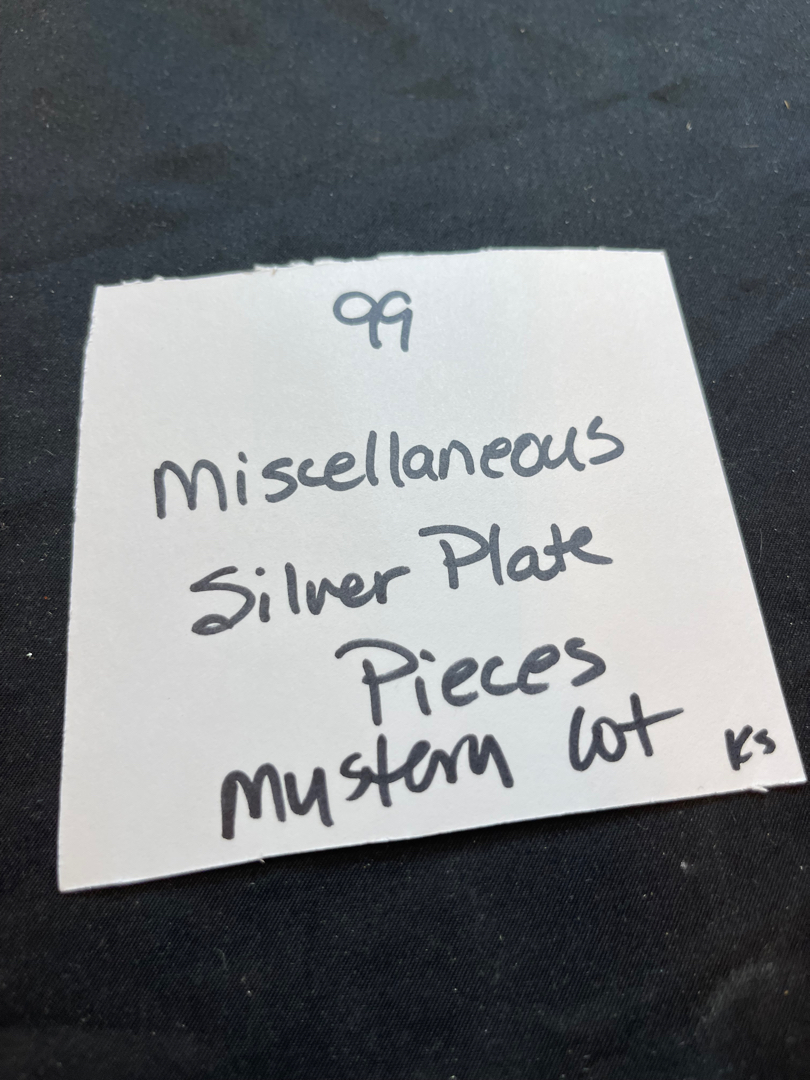 99
Miscellaneous
Silver Plate
Pieces
Mystery Lot
KS